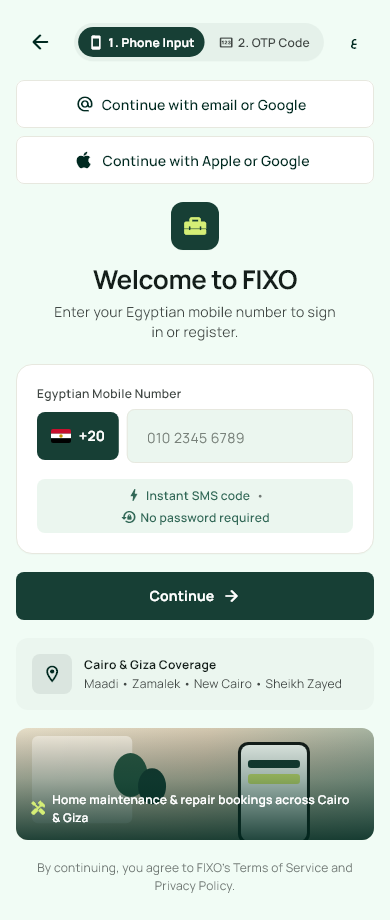 1. Phone Input
2. OTP Code
ع
Continue with email or Google
Continue with Apple or Google
Welcome to FIXO
Enter your Egyptian mobile number to sign
in or register.
Egyptian Mobile Number
+20
010 2345 6789
Instant SMS code •
No password required
Continue
Cairo & Giza Coverage
Maadi • Zamalek • New Cairo • Sheikh Zayed
Home maintenance & repair bookings across Cairo
& Giza
By continuing, you agree to FIXO's Terms of Service and
Privacy Policy.